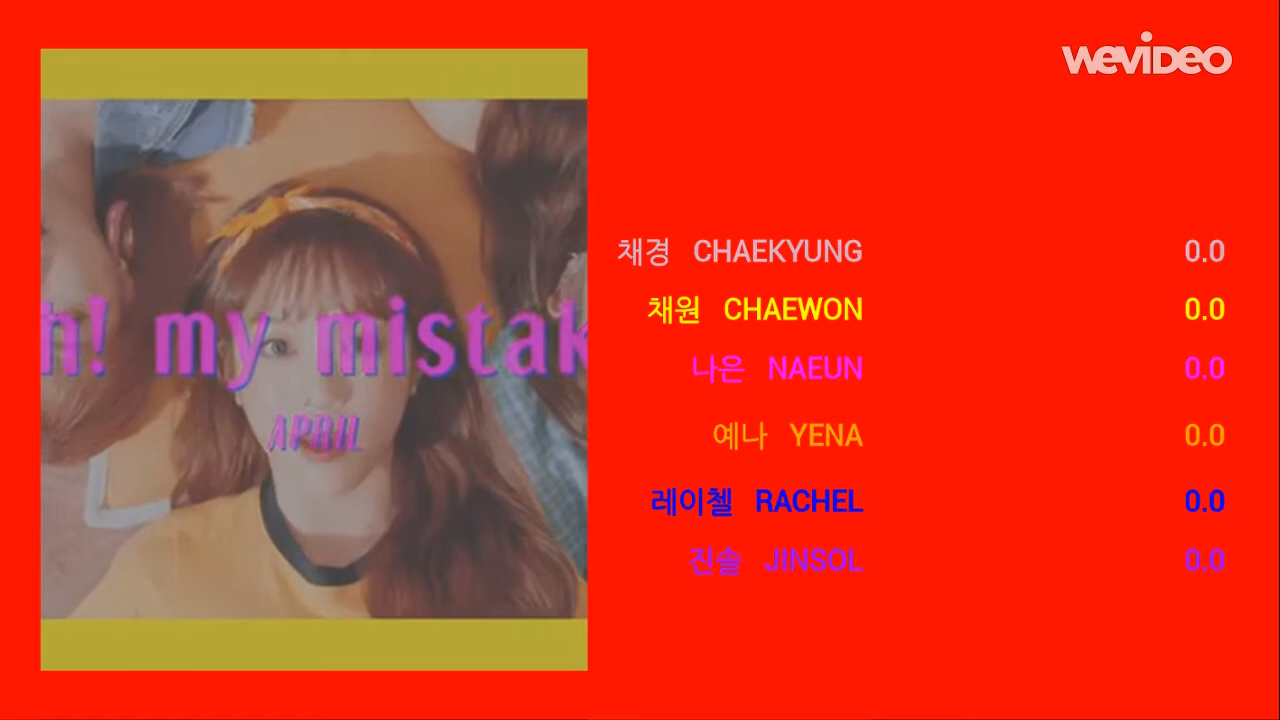 wevideo
h! my mistak
APRIL
채경 CHAEKYUNG 0.0
채원 CHAEWON 0.0
나은 NAEUN 0.0
예나 YENA 0.0
레이첼 RACHEL 0.0
진솔 JINSOL 0.0